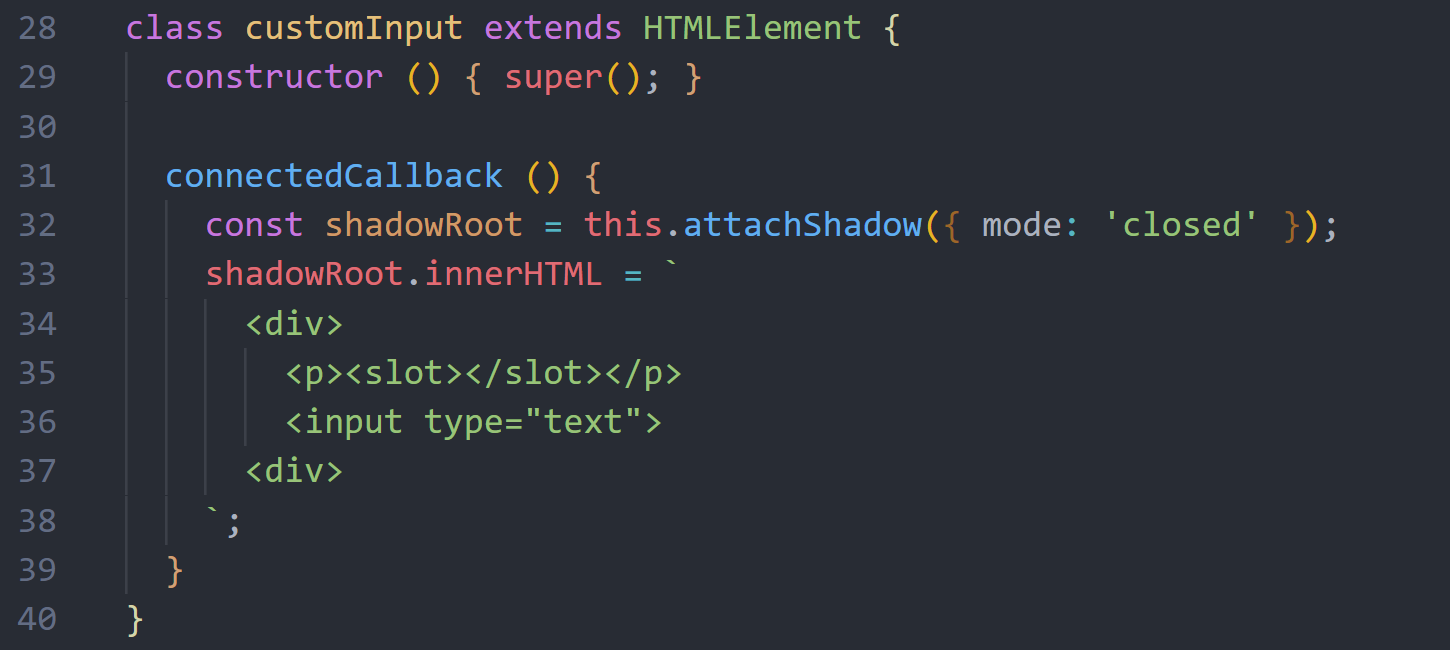 28 class customInput extends HTMLElement {
29   constructor () { super(); }
30
31   connectedCallback () {
32     const shadowRoot = this.attachShadow({ mode: 'closed' });
33     shadowRoot.innerHTML = `
34       <div>
35         <p><slot></slot></p>
36         <input type="text">
37       <div>
38     `;
39   }
40 }